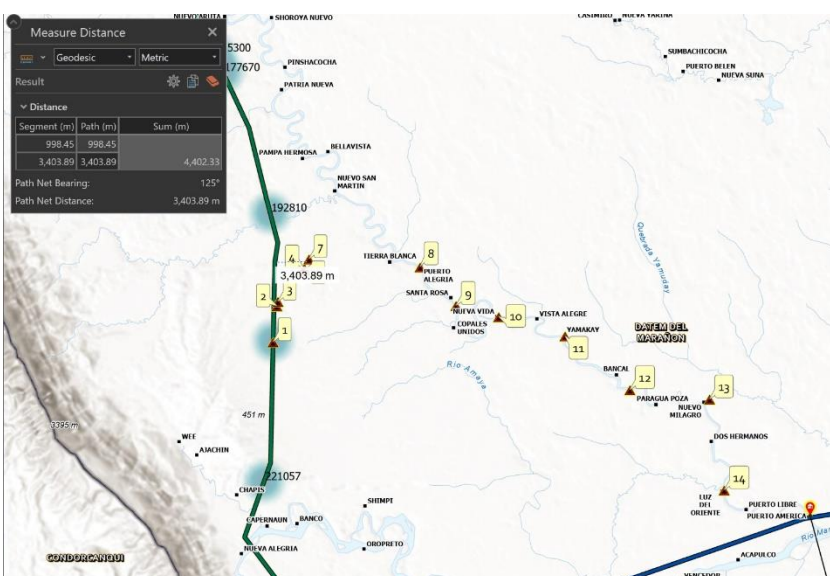 Measure Distance
Geodesic
Metric
Result
Distance
Segment (m) Path (m) Sum (m)
998.45 998.45
3,403.89 3,403.89 4,402.33
Path Net Bearing: 125°
Path Net Distance: 3,403.89 m
SHOROYA NUEVO
CASIMIRO
NUEVA YARINA
5300
177670
PINSHACOCHA
PATRIA NUEVA
SUMBACHICOCHA
PUERTO BELEN
NUEVA SUNA
BELLAVISTA
PAMPA HERMOSA
NUEVO SAN
MARTIN
192810
Quebrada Yamuday
4
7
3,403.89 m
TIERRA BLANCA
8
PUERTO
ALEGRIA
2
3
SANTA ROSA
9
NUEVA VIDA
10
VISTA ALEGRE
COPALES
UNIDOS
1
YAMAKAY
11
DATEM DEL
MARAÑON
Rio Amaya
BANCAL
12
PARAGUA POZA
13
NUEVO
MILAGRO
3395 m
451 m
WEE
AJACHIN
DOS HERMANOS
221057
CHAPIS
SHIMPI
14
LUZ
DEL
ORIENTE
PUERTO LIBRE
PUERTO AMERICA
CAPERNAUN
BANCO
NUEVA ALEGRIA
OROPRETO
CONDORCANQUI
ACAPULCO
VENCEDOR